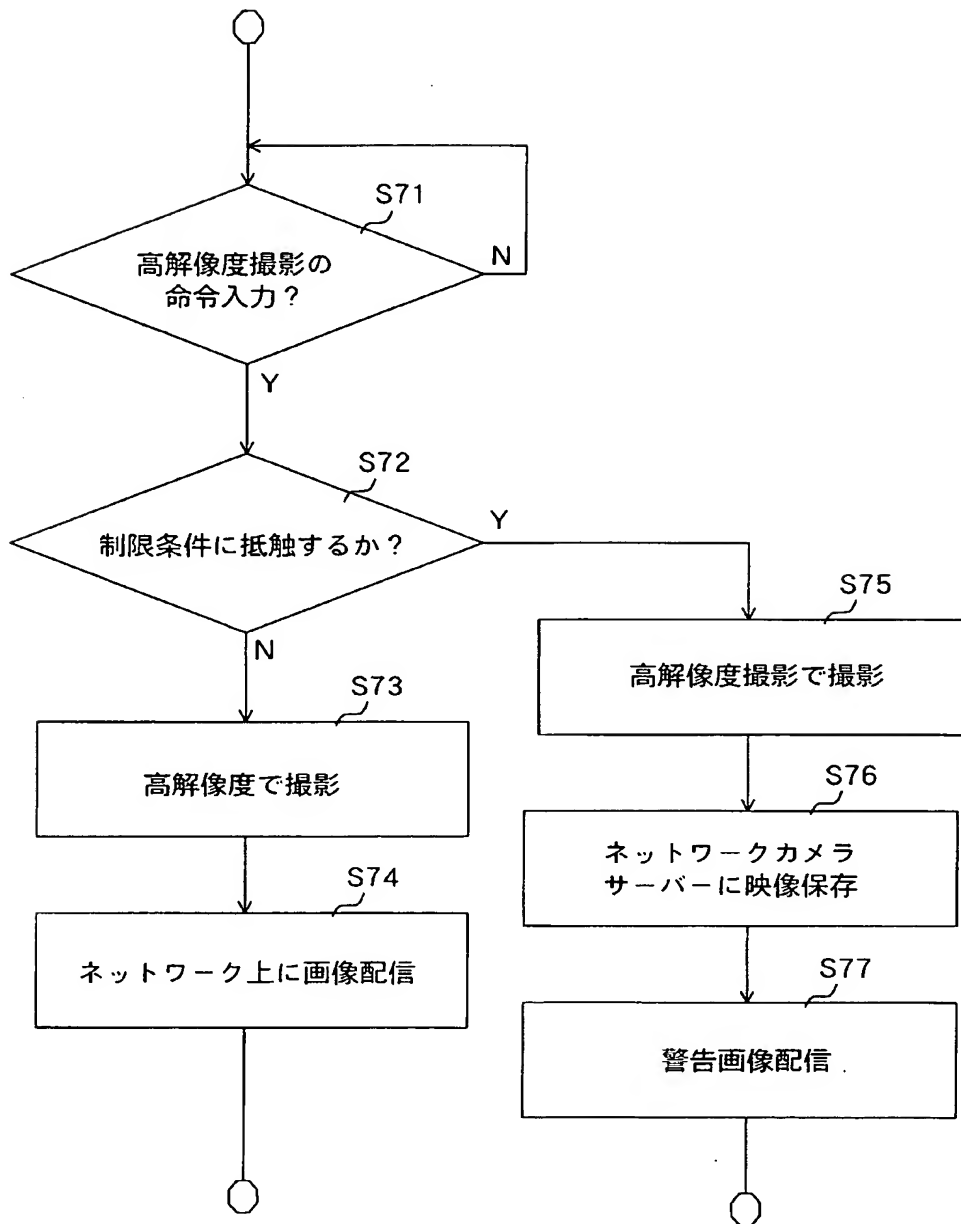 S71
高解像度撮影の
命令入力？
N
Y
S72
制限条件に抵触するか？
Y
N
S73
高解像度で撮影
S74
ネットワーク上に画像配信
S75
高解像度撮影で撮影
S76
ネットワークカメラ
サーバーに映像保存
S77
警告画像配信